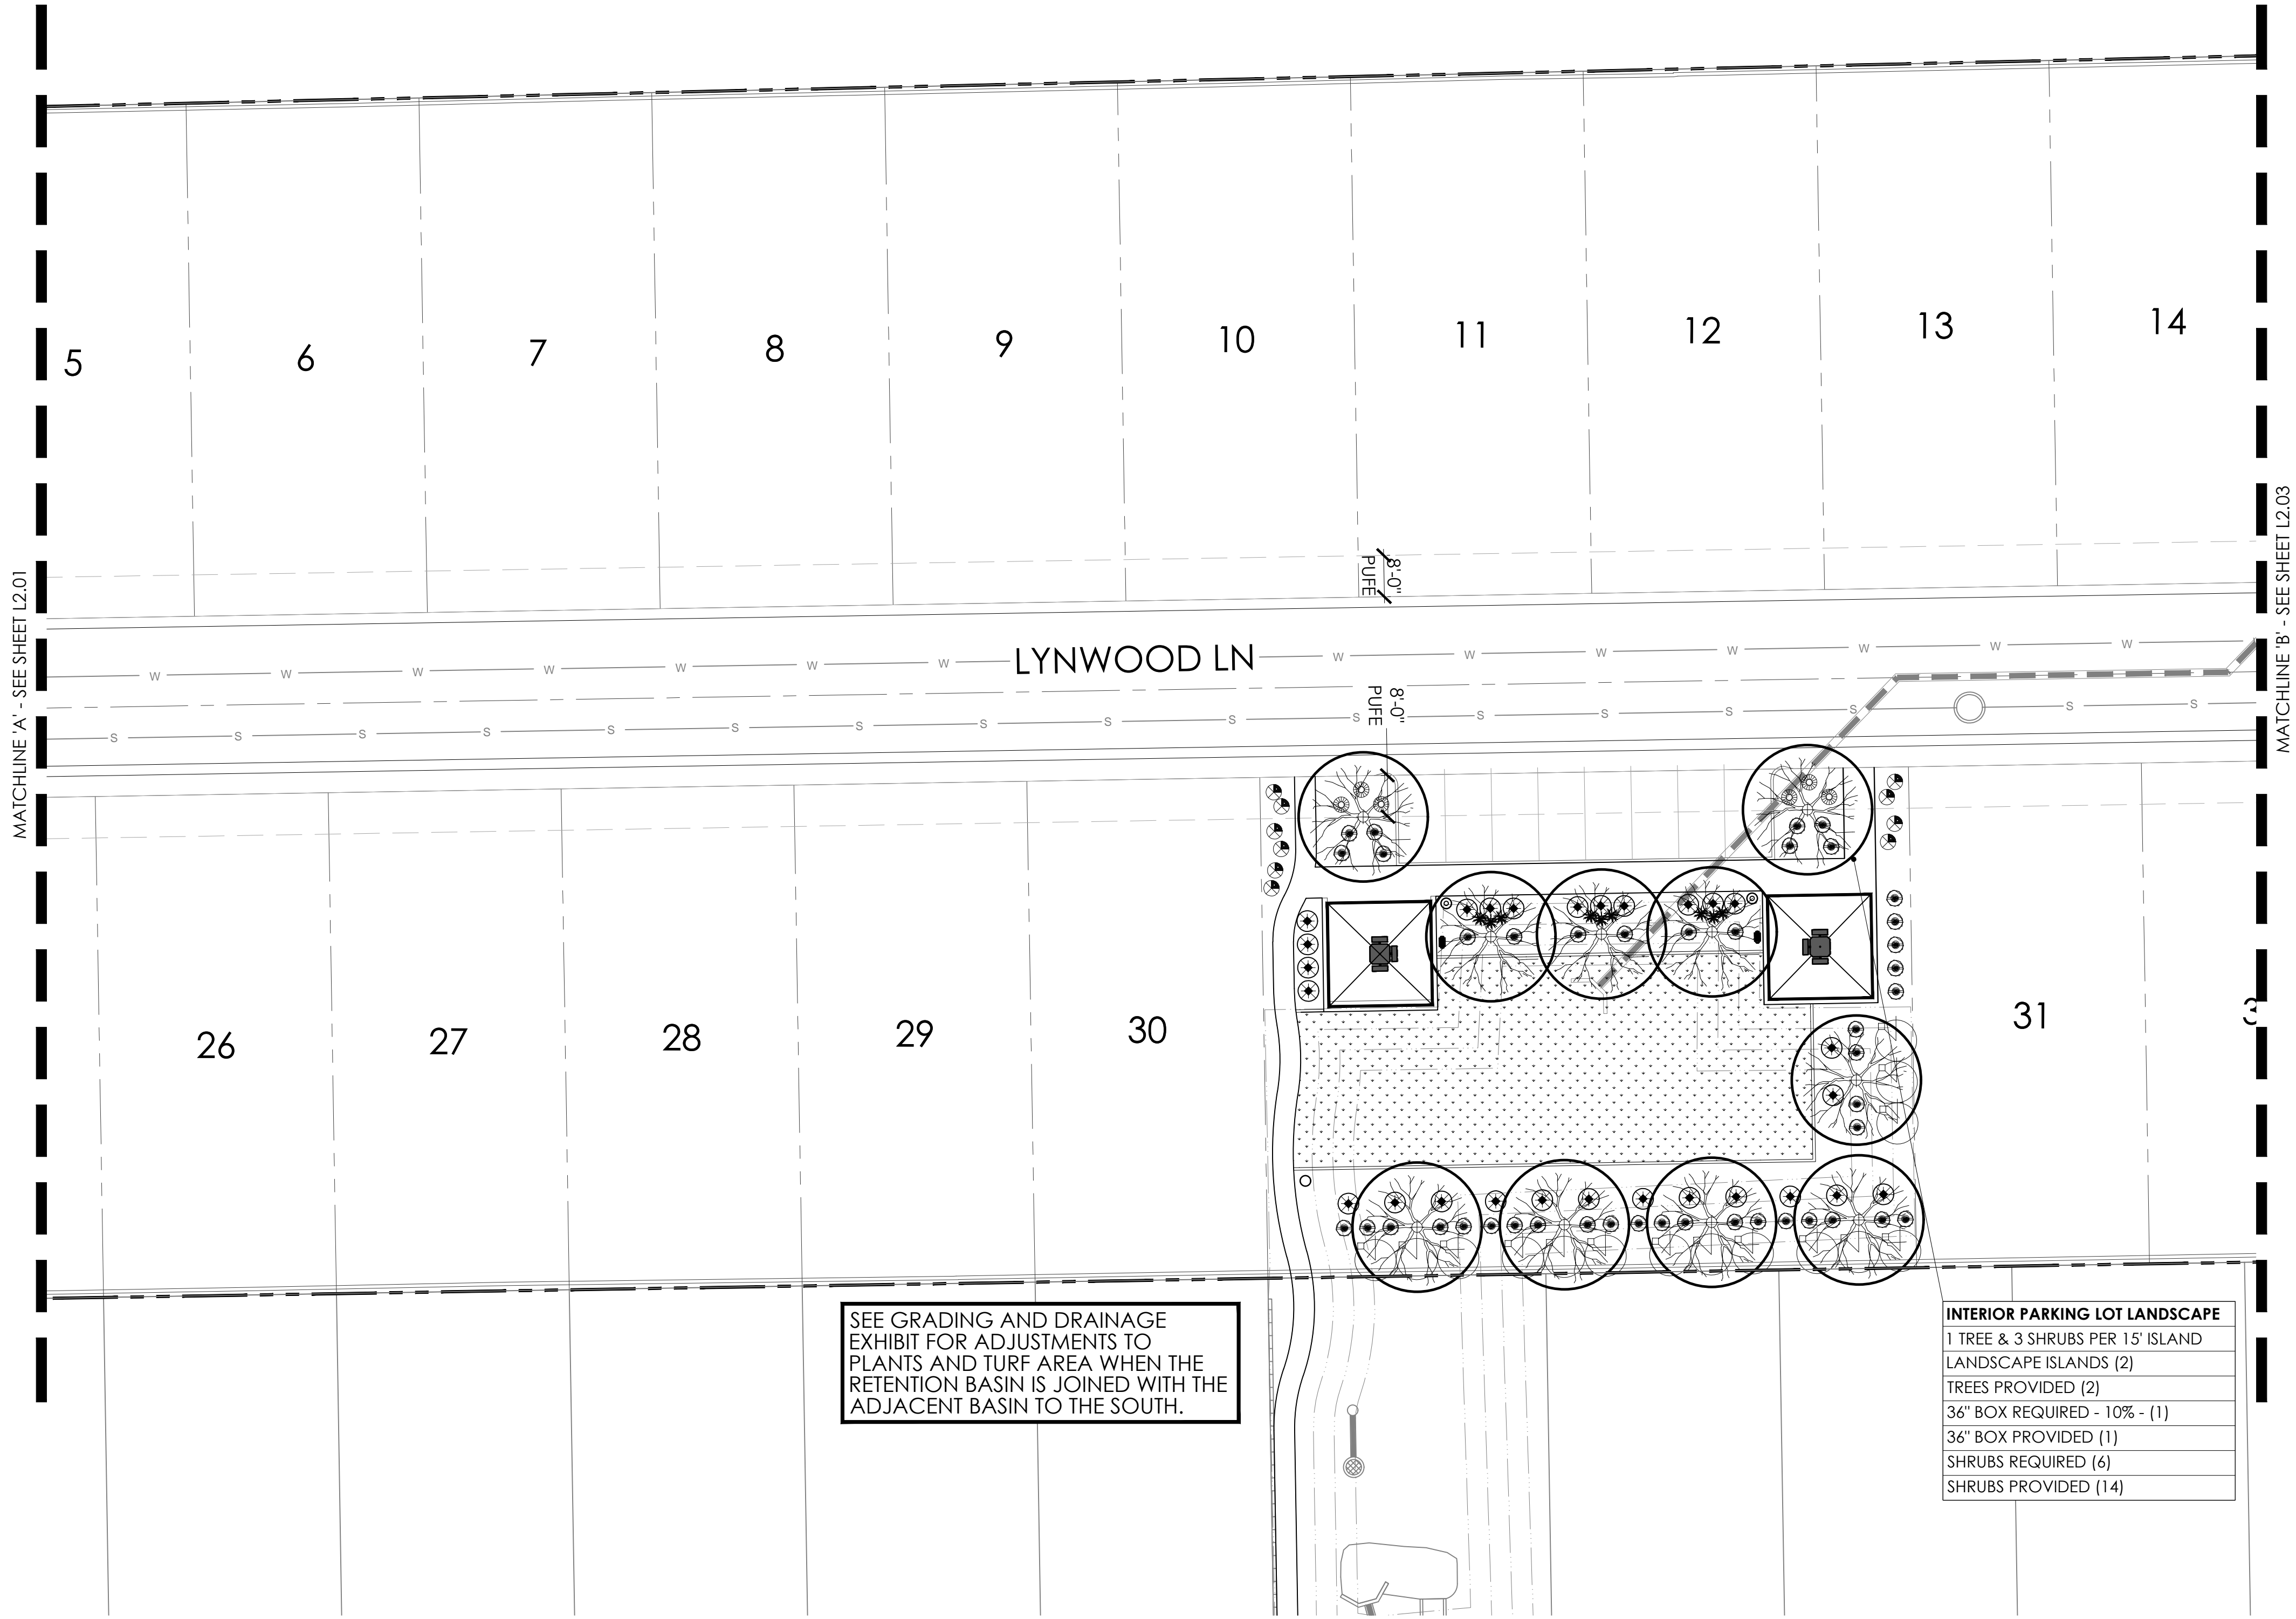 5
6
7
8
9
10
11
12
13
14
MATCHLINE 'A' - SEE SHEET L2.01
MATCHLINE 'B' - SEE SHEET L2.03
8'-0"
PUFE
W W W W W W W LYNWOOD LN W W W W W W W
8'-0"
PUFE
S S S S S S S S S S S S S S S S S
26
27
28
29
30
31
SEE GRADING AND DRAINAGE
EXHIBIT FOR ADJUSTMENTS TO
PLANTS AND TURF AREA WHEN THE
RETENTION BASIN IS JOINED WITH THE
ADJACENT BASIN TO THE SOUTH.
INTERIOR PARKING LOT LANDSCAPE
1 TREE & 3 SHRUBS PER 15' ISLAND
LANDSCAPE ISLANDS (2)
TREES PROVIDED (2)
36" BOX REQUIRED - 10% - (1)
36" BOX PROVIDED (1)
SHRUBS REQUIRED (6)
SHRUBS PROVIDED (14)